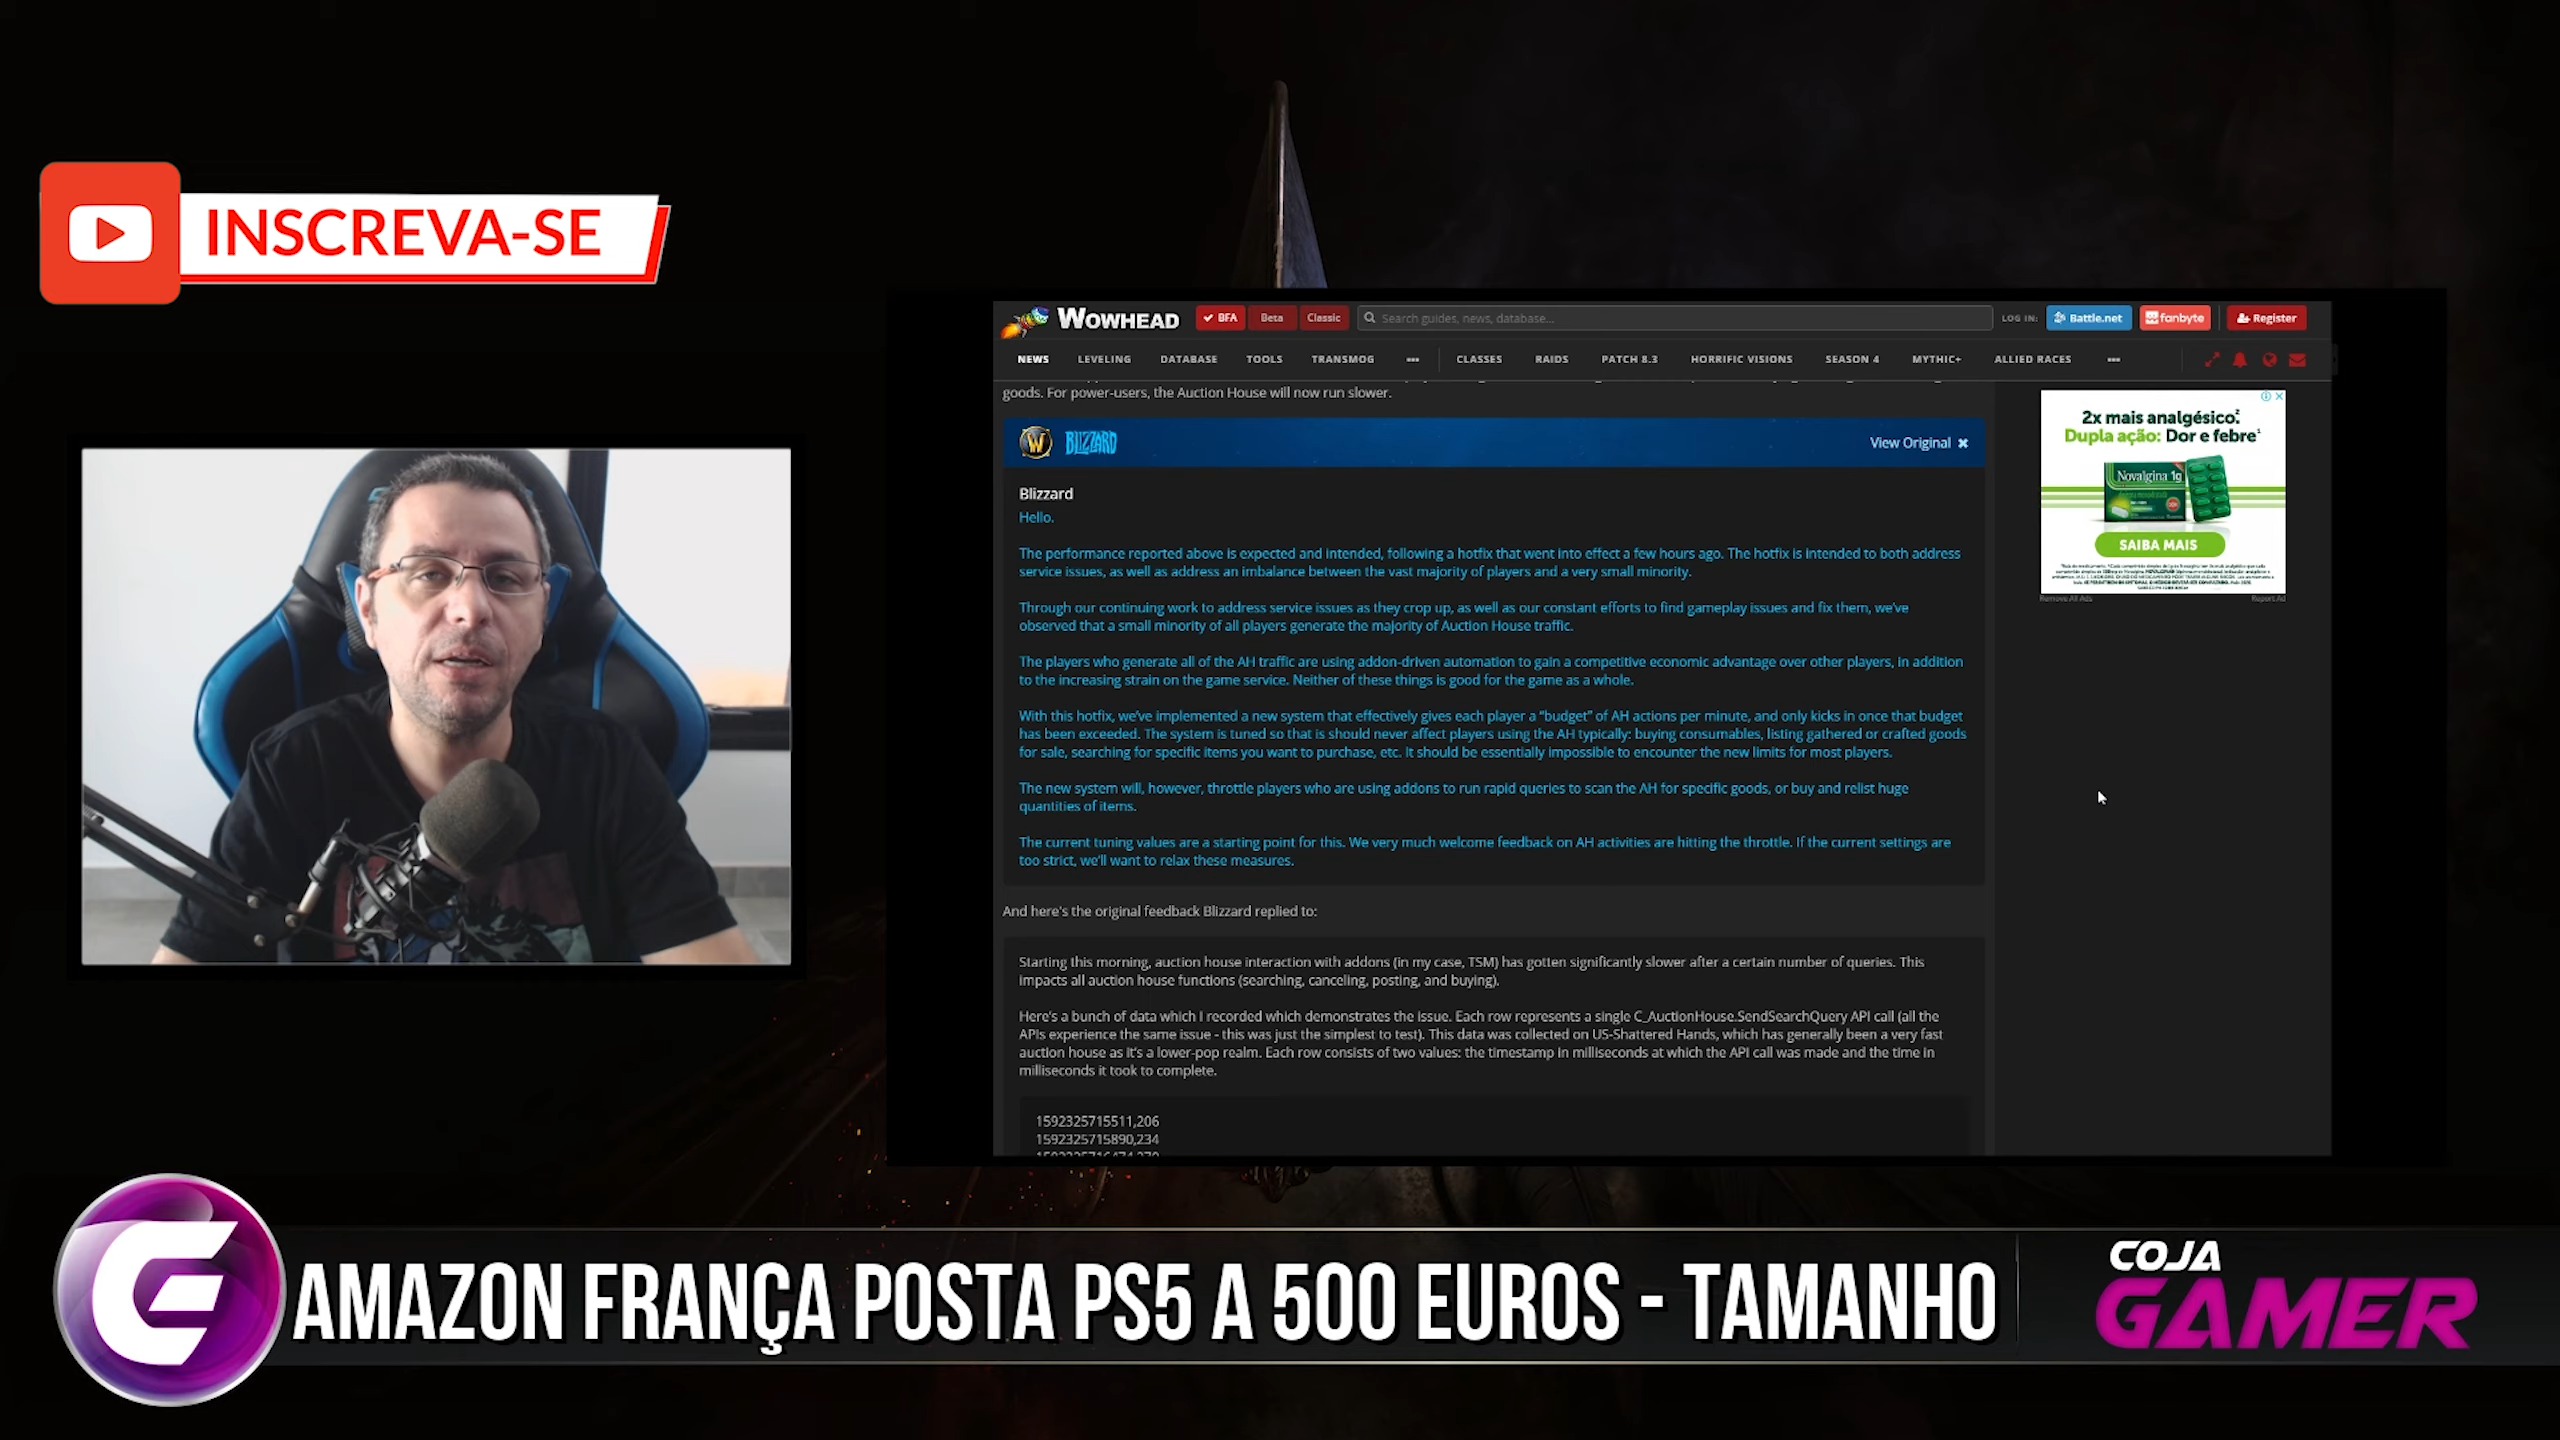 INSCREVA-SE
WOWHEAD
BFA
Beta
Classic
Search guides, news, database...
LOG IN:
Battle.net
fanbyte
Register
NEWS
LEVELING
DATABASE
TOOLS
TRANSMOG
CLASSES
RAIDS
PATCH 8.3
HORRIFIC VISIONS
SEASON 4
MYTHIC+
ALLIED RACES
goods. For power-users, the Auction House will now run slower.
BLIZZARD
View Original
Blizzard
Hello.
The performance reported above is expected and intended, following a hotfix that went into effect a few hours ago. The hotfix is intended to both address
service issues, as well as address an imbalance between the vast majority of players and a very small minority.
Through our continuing work to address service issues as they crop up, as well as our constant efforts to find gameplay issues and fix them, we've
observed that a small minority of all players generate the majority of Auction House traffic.
The players who generate all of the AH traffic are using addon-driven automation to gain a competitive economic advantage over other players, in addition
to the increasing strain on the game service. Neither of these things is good for the game as a whole.
With this hotfix, we've implemented a new system that effectively gives each player a "budget" of AH actions per minute, and only kicks in once that budget
has been exceeded. The system is tuned so that is should never affect players using the AH typically: buying consumables, listing gathered or crafted goods
for sale, searching for specific items you want to purchase, etc. It should be essentially impossible to encounter the new limits for most players.
The new system will, however, throttle players who are using addons to run rapid queries to scan the AH for specific goods, or buy and relist huge
quantities of items.
The current tuning values are a starting point for this. We very much welcome feedback on AH activities are hitting the throttle. If the current settings are
too strict, we'll want to relax these measures.
And here's the original feedback Blizzard replied to:
Starting this morning, auction house interaction with addons (in my case, TSM) has gotten significantly slower after a certain number of queries. This
impacts all auction house functions (searching, canceling, posting, and buying).
Here's a bunch of data which I recorded which demonstrates the issue. Each row represents a single C_AuctionHouse.SendSearchQuery API call (all the
APIs experience the same issue - this was just the simplest to test). This data was collected on US-Shattered Hands, which has generally been a very fast
auction house as it's a lower-pop realm. Each row consists of two values: the timestamp in milliseconds at which the API call was made and the time in
milliseconds it took to complete.
1592325715511,206
1592325715890,234
2x mais analgésico.²
Dupla ação: Dor e febre¹
Novalgina 1g
SAIBA MAIS
Remove All Ads
Report Ad
AMAZON FRANÇA POSTA PS5 A 500 EUROS - TAMANHO
COJA
GAMER